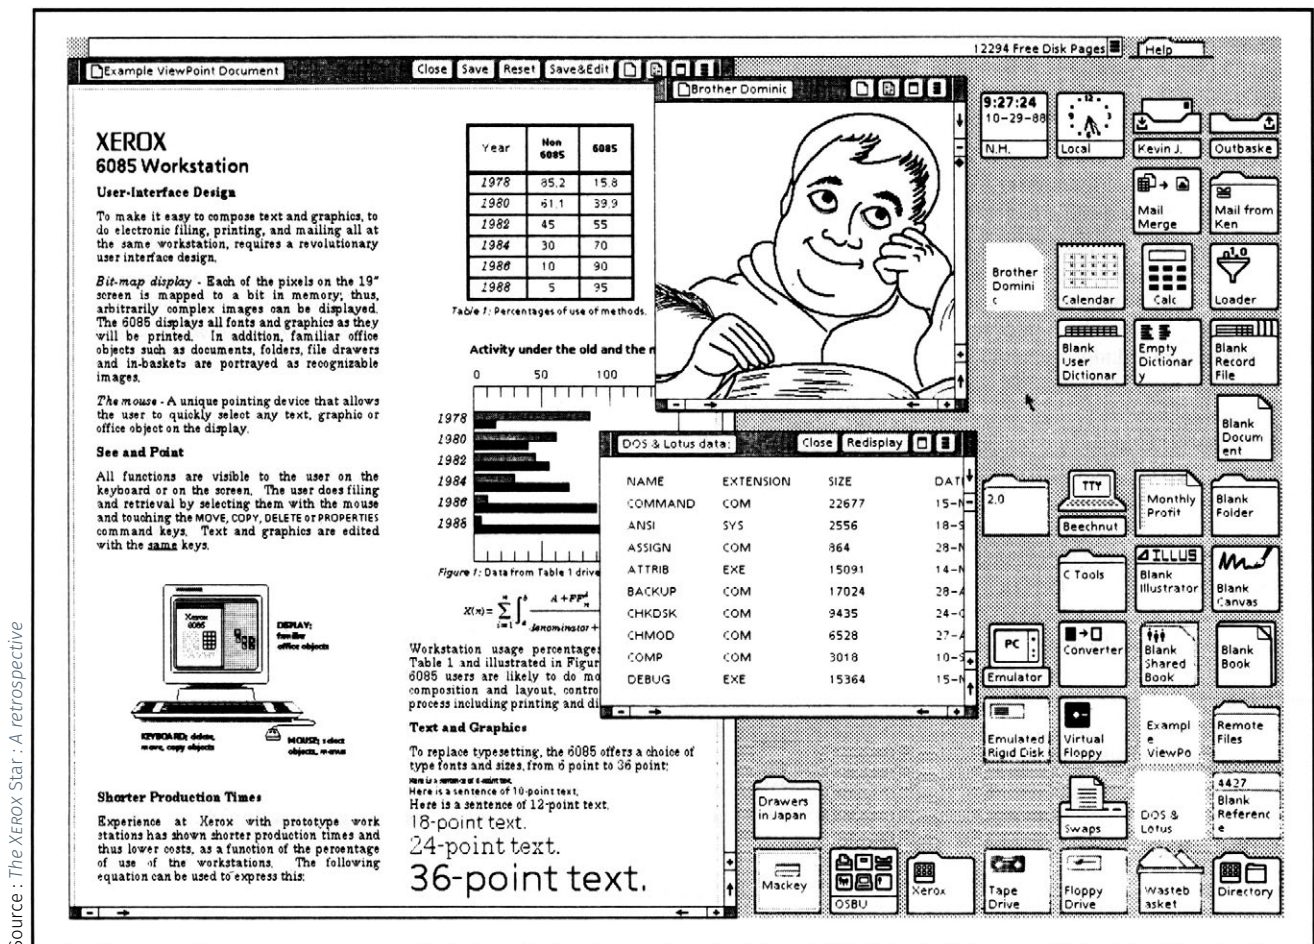 12294 Free Disk Pages
Help
Example ViewPoint Document
Close Save Reset Save&Edit
XEROX
6085 Workstation
User-Interface Design
To make it easy to compose text and graphics, to
do electronic filing, printing, and mailing all at
the same workstation, requires a revolutionary
user interface design.
Bit-map display - Each of the pixels on the 19"
screen is mapped to a bit in memory; thus,
arbitrarily complex images can be displayed.
The 6085 displays all fonts and graphics as they
will be printed. In addition, familiar office
objects such as documents, folders, file drawers
and in-baskets are portrayed as recognizable
images.
The mouse - A unique pointing device that allows
the user to quickly select any text, graphic or
office object on the display.
See and Point
All functions are visible to the user on the
keyboard or on the screen. The user does filing
and retrieval by selecting them with the mouse
and touching the MOVE, COPY, DELETE or PROPERTIES
command keys. Text and graphics are edited
with the same keys.
Xerox
6085
DISPLAY:
familiar
office objects
KEYBOARD: delete,
move, copy objects
MOUSE: select
objects, menus
Shorter Production Times
Experience at Xerox with prototype work
stations has shown shorter production times and
thus lower costs, as a function of the percentage
of use of the workstations. The following
equation can be used to express this:
Year Non 6085 6085
1978 85.2 15.8
1980 61.1 39.9
1982 45 55
1984 30 70
1986 10 90
1988 5 95
Table 1: Percentages of use of methods.
Activity under the old and the n
0 50 100
1978
1980
1982
1984
1986
1988
Figure 1: Data from Table 1 drive
Workstation usage percentages
Table 1 and illustrated in Figur
6085 users are likely to do mo
composition and layout, contro
process including printing and di
Text and Graphics
To replace typesetting, the 6085 offers a choice of
type fonts and sizes, from 6 point to 36 point:
Here is a sentence of 6-point text.
Here is a sentence of 10-point text.
Here is a sentence of 12-point text.
18-point text.
24-point text.
36-point text.
Brother Dominic
DOS & Lotus data:
Close Redisplay
NAME EXTENSION SIZE DAT
COMMAND COM 22677 15-N
ANSI SYS 2556 18-S
ASSIGN COM 864 28-N
ATTRIB EXE 15091 14-N
BACKUP COM 17024 28-A
CHKDSK COM 9435 24-O
CHMOD COM 6528 27-A
COMP COM 3018 10-S
DEBUG EXE 15364 15-N
9:27:24
10-29-88
N.H.
12
Local
Kevin J.
Outbaske
Mail
Merge
Mail from
Ken
Brother
Domini
c
Calendar
Calc
Loader
Blank
User
Dictionar
Empty
Dictionar
y
Blank
Record
File
Blank
Docum
ent
2.0
TTY
Beechnut
Monthly
Profit
Blank
Folder
C Tools
ILLUS
Blank
Illustrator
Blank
Canvas
PC
Emulator
Converter
Blank
Shared
Book
Blank
Book
Emulated
Rigid Disk
Virtual
Floppy
Exampl
e
ViewPo
Remote
Files
Drawers
in Japan
Swaps
DOS &
Lotus
4427
Blank
Referenc
e
Mackey
OSBU
Xerox
Tape
Drive
Floppy
Drive
Wasteb
asket
Directory
Source : The XEROX Star : A retrospective